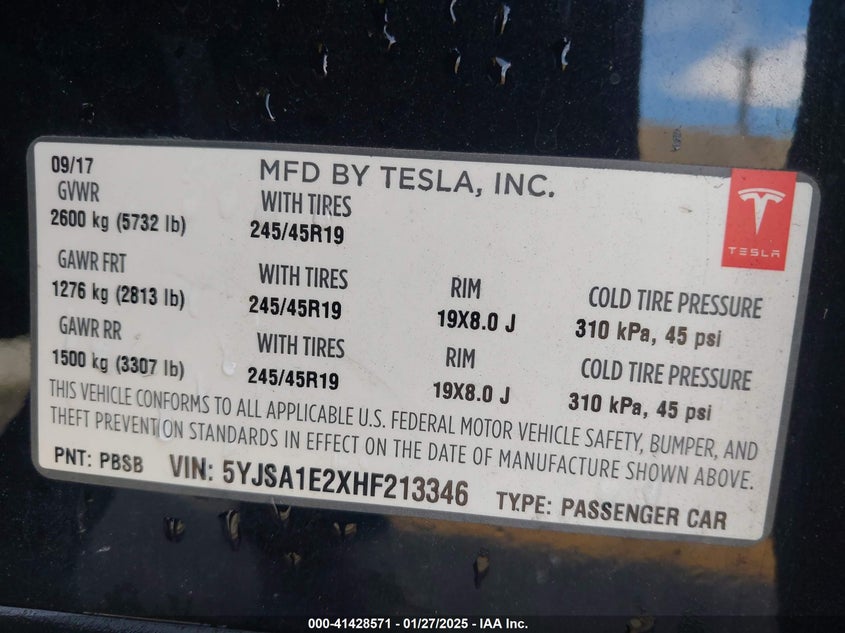 09/17 MFD BY TESLA, INC.
GVWR WITH TIRES
2600 kg (5732 lb) 245/45R19
TESLA
GAWR FRT WITH TIRES RIM COLD TIRE PRESSURE
1276 kg (2813 lb) 245/45R19 19X8.0 J 310 kPa, 45 psi
GAWR RR WITH TIRES RIM COLD TIRE PRESSURE
1500 kg (3307 lb) 245/45R19 19X8.0 J 310 kPa, 45 psi
THIS VEHICLE CONFORMS TO ALL APPLICABLE U.S. FEDERAL MOTOR VEHICLE SAFETY, BUMPER, AND
THEFT PREVENTION STANDARDS IN EFFECT ON THE DATE OF MANUFACTURE SHOWN ABOVE.
PNT: PBSB VIN: 5YJSA1E2XHF213346 TYPE: PASSENGER CAR
000-41428571 - 01/27/2025 - IAA Inc.